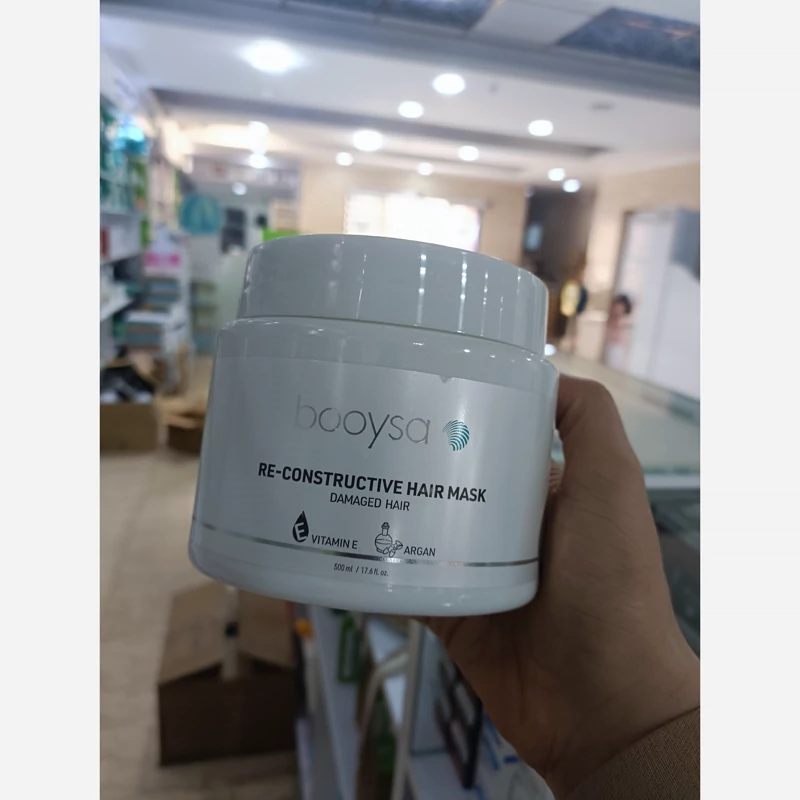 booysa
RE-CONSTRUCTIVE HAIR MASK
DAMAGED HAIR
E VITAMIN E ARGAN
500 ml / 17.6 fl. oz.